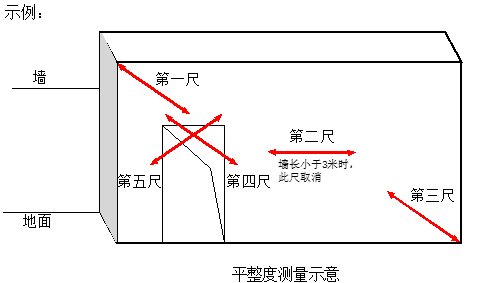 示例：
墙
第一尺
第二尺
墙长小于3米时，
此尺取消
第五尺
第四尺
第三尺
地面
平整度测量示意